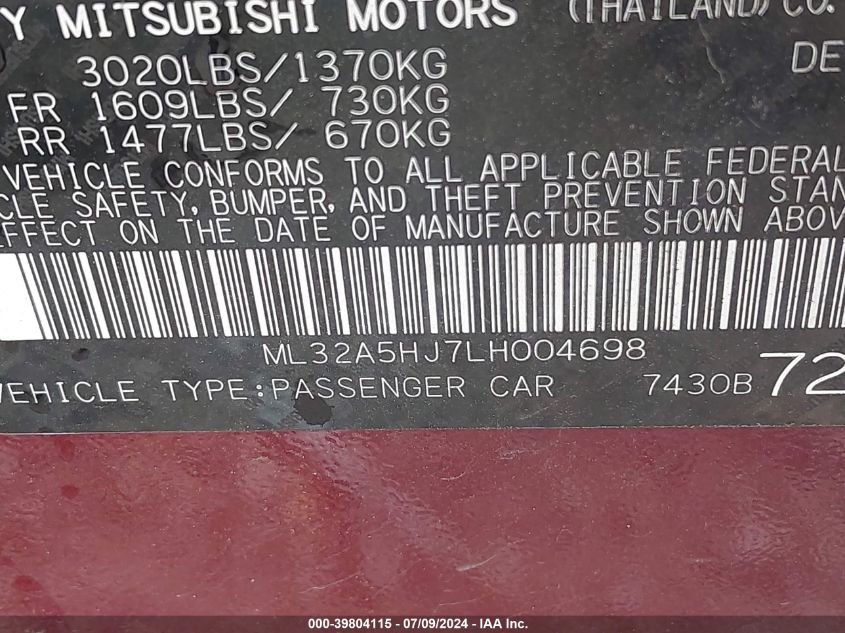 Y MITSUBISHI MOTORS (THAILAND) CO.
3020LBS/1370KG DE
FR 1609LBS/ 730KG
RR 1477LBS/ 670KG
VEHICLE CONFORMS TO ALL APPLICABLE FEDERAL
CLE SAFETY, BUMPER, AND THEFT PREVENTION STAN
EFFECT ON THE DATE OF MANUFACTURE SHOWN ABOV
ML32A5HJ7LH004698
VEHICLE TYPE:PASSENGER CAR 7430B 72
000-39804115 - 07/09/2024 - IAA, Inc.